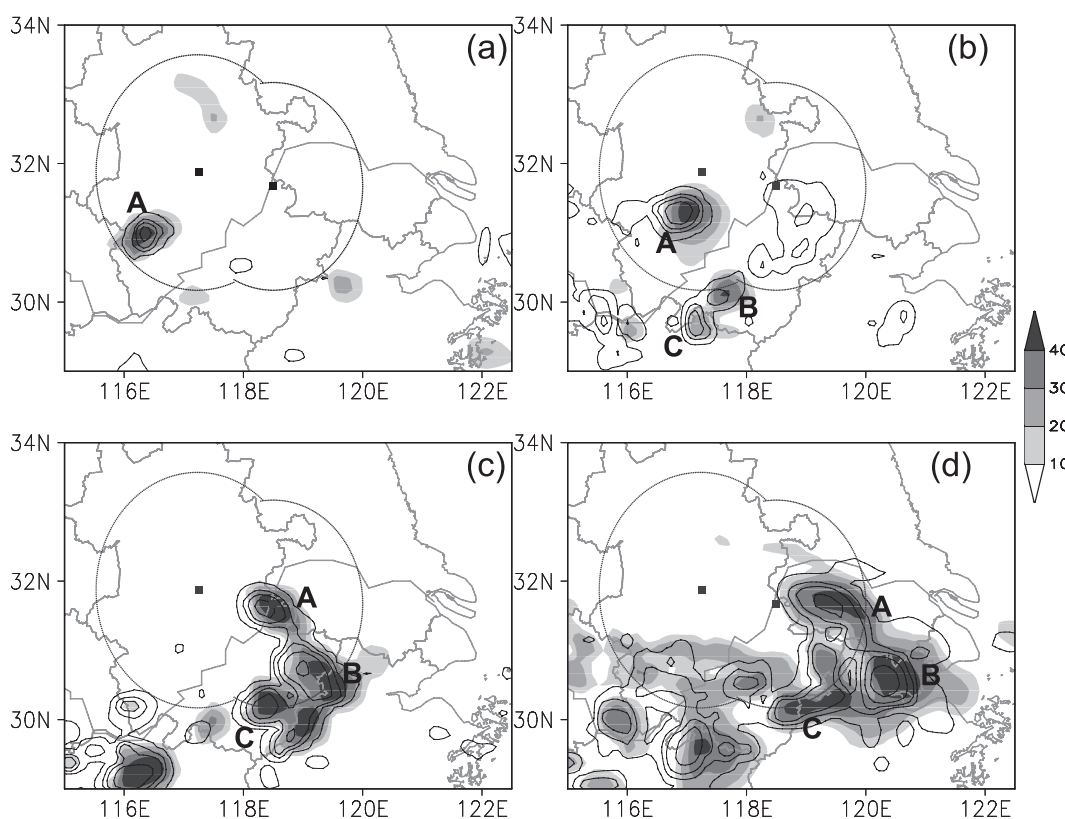 34N (a) 34N (b)
32N 32N
A
A
30N 30N
B
C
116E 118E 120E 122E 116E 118E 120E 122E
40
30
20
10
34N (c) 34N (d)
32N 32N
A A
B B
30N 30N
C C
116E 118E 120E 122E 116E 118E 120E 122E